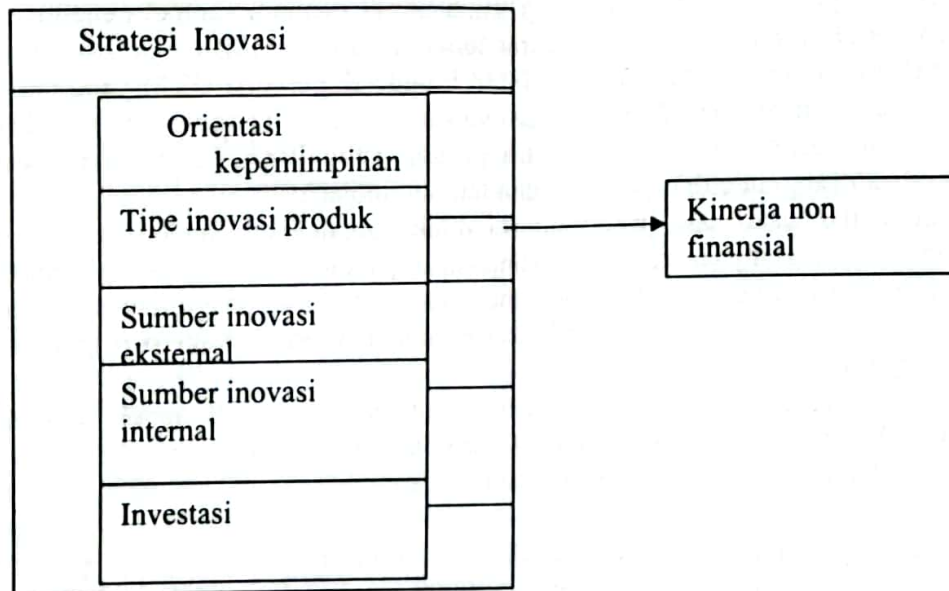 Strategi Inovasi
Orientasi
kepemimpinan
Tipe inovasi produk
Sumber inovasi
eksternal
Sumber inovasi
internal
Investasi
Kinerja non
finansial